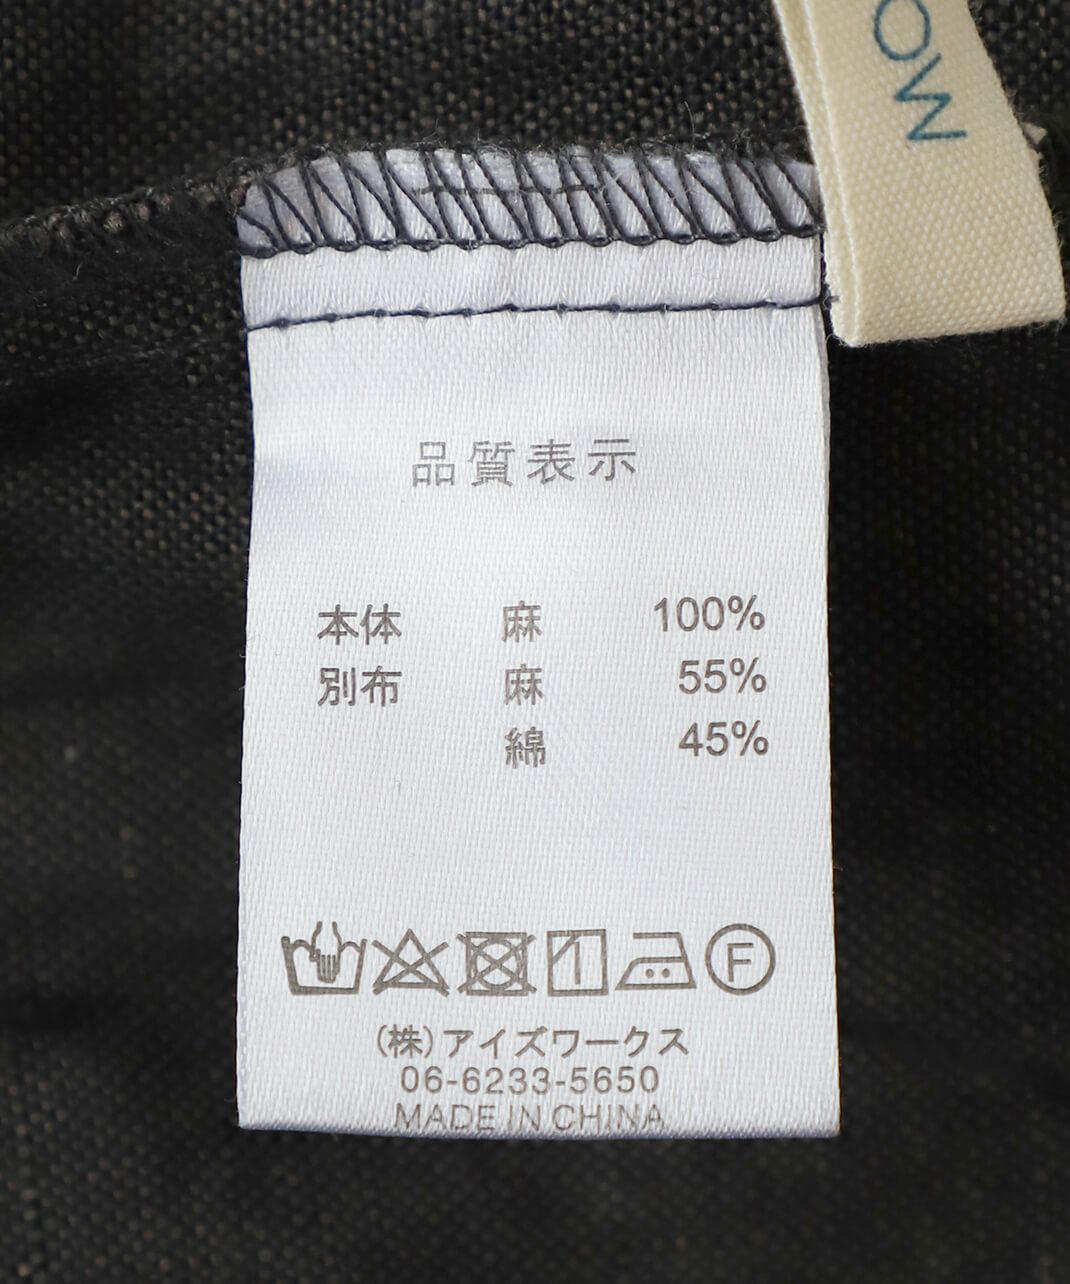 OW
品質表示
本体 麻 100%
別布 麻 55%
綿 45%
F
(株)アイズワークス
06-6233-5650
MADE IN CHINA